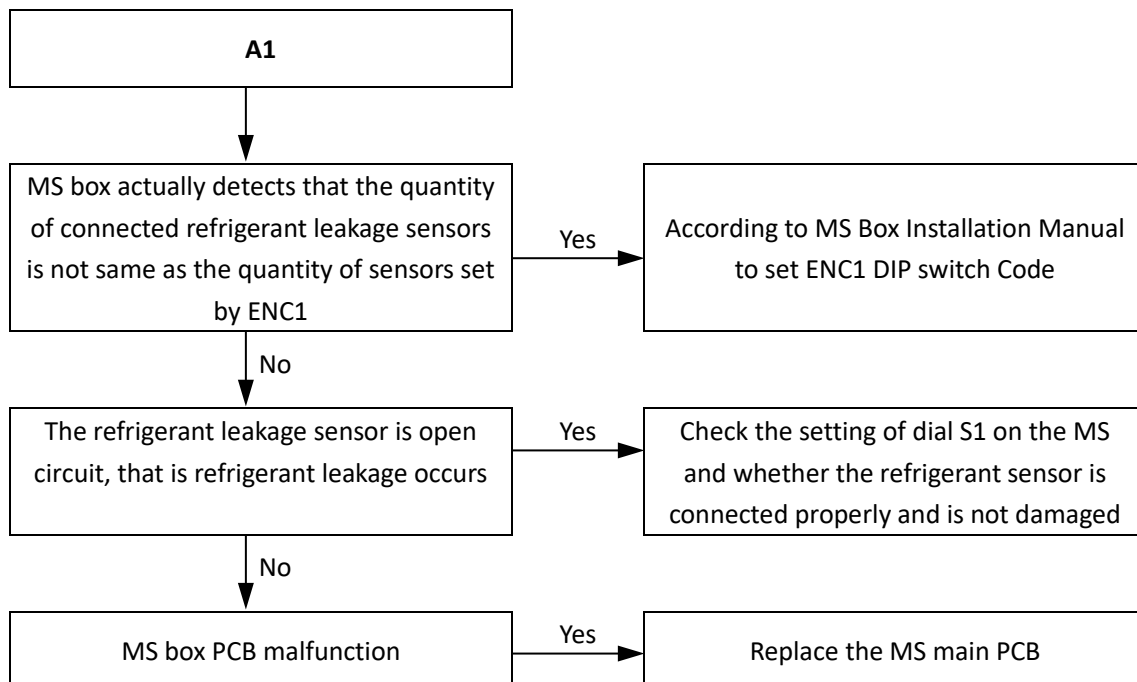 A1
MS box actually detects that the quantity
of connected refrigerant leakage sensors
is not same as the quantity of sensors set
by ENC1
Yes
According to MS Box Installation Manual
to set ENC1 DIP switch Code
No
The refrigerant leakage sensor is open
circuit, that is refrigerant leakage occurs
Yes
Check the setting of dial S1 on the MS
and whether the refrigerant sensor is
connected properly and is not damaged
No
MS box PCB malfunction
Yes
Replace the MS main PCB